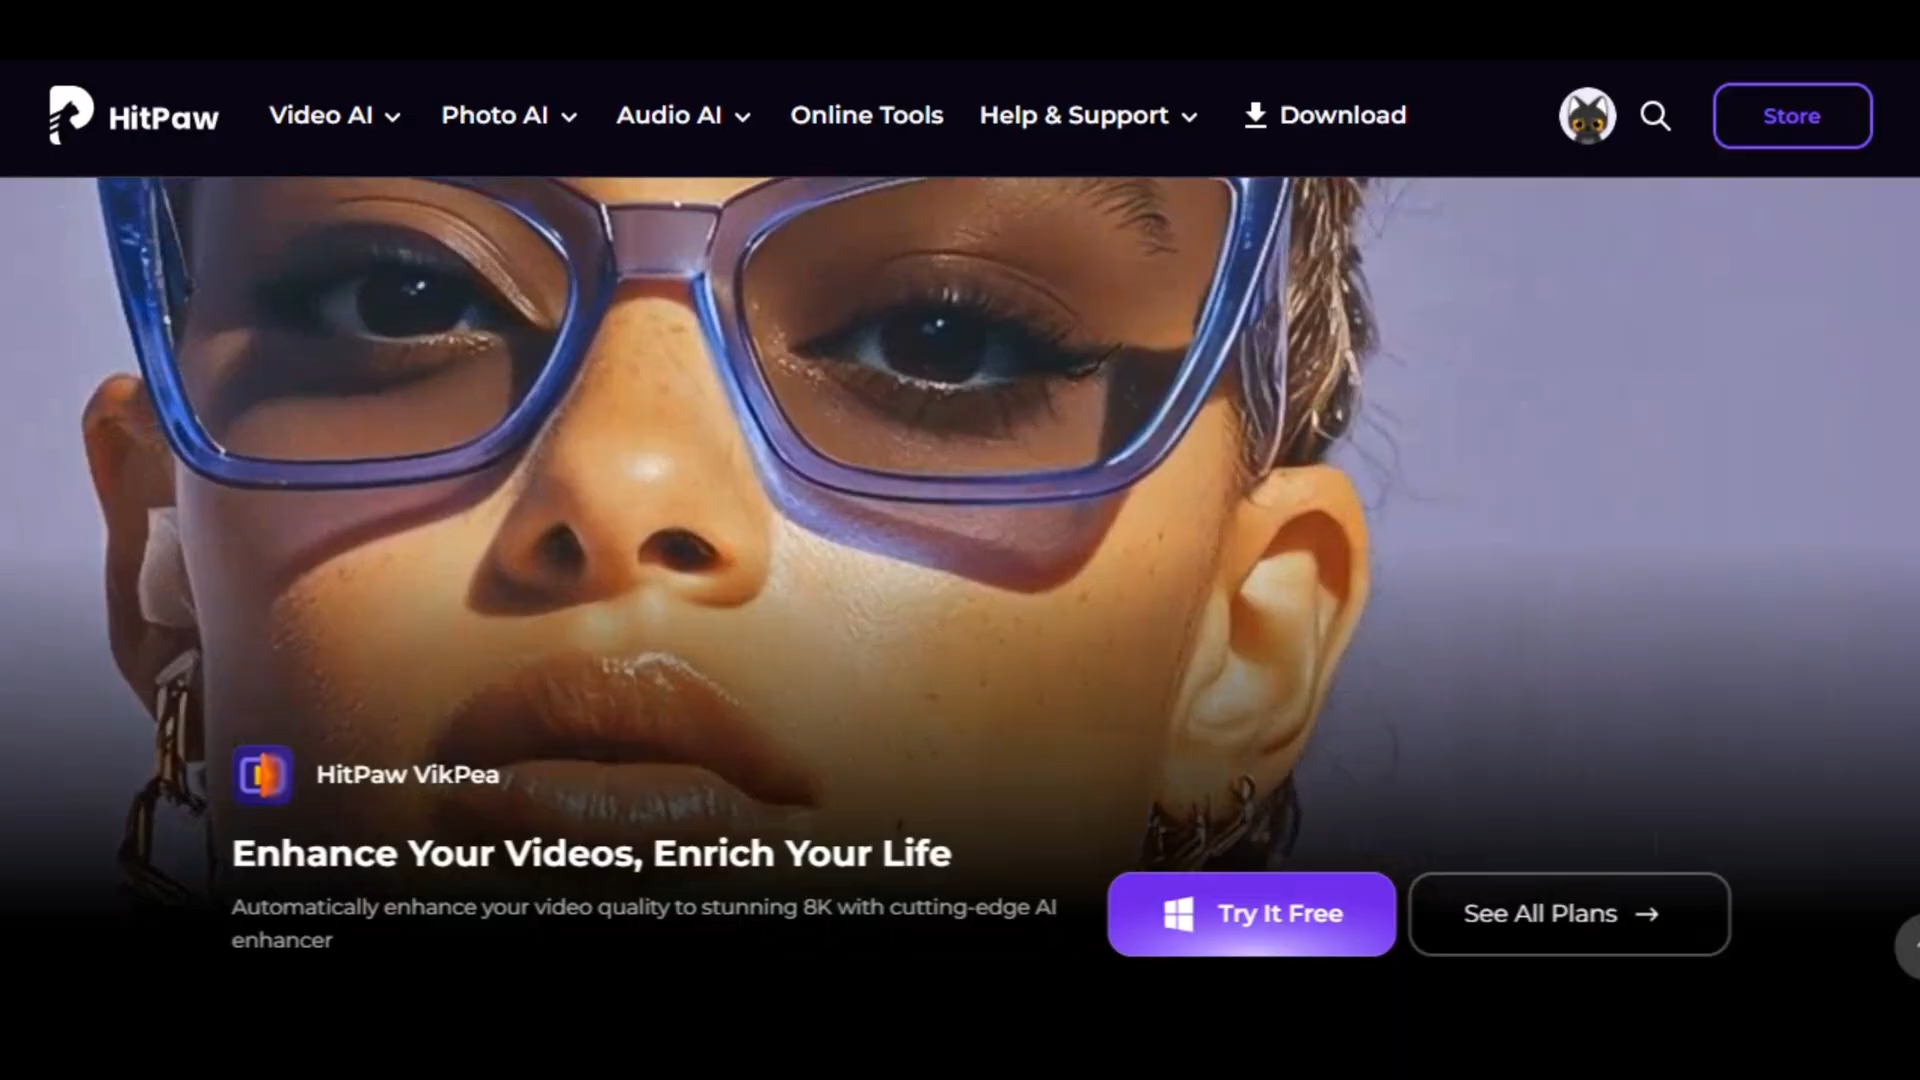 HitPaw
Video AI
Photo AI
Audio AI
Online Tools
Help & Support
Download
Store
HitPaw VikPea
Enhance Your Videos, Enrich Your Life
Automatically enhance your video quality to stunning 8K with cutting-edge AI
enhancer
Try It Free
See All Plans →